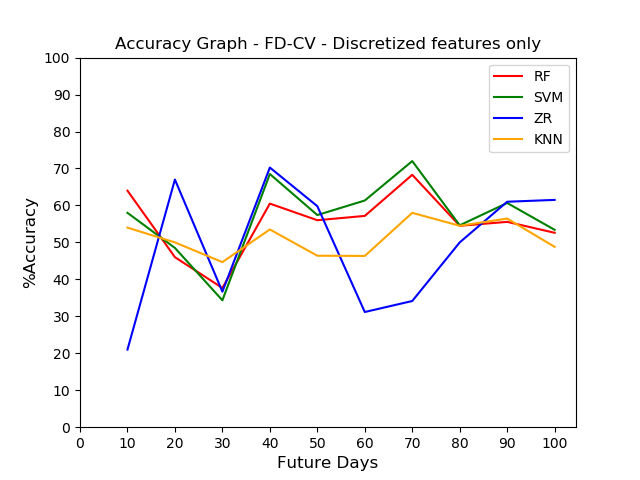 Accuracy Graph - FD-CV - Discretized features only
100
90
80
70
60
50
40
30
20
10
0
%Accuracy
RF
SVM
ZR
KNN
0 10 20 30 40 50 60 70 80 90 100
Future Days